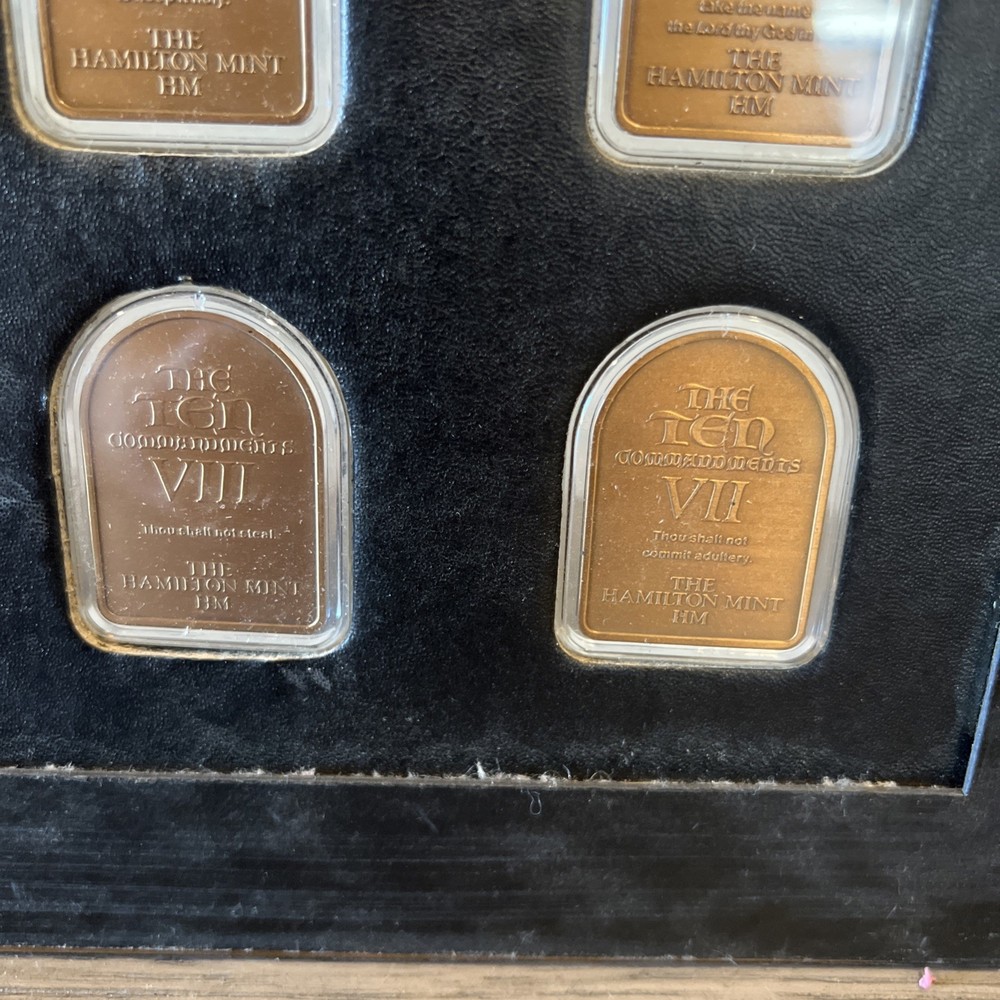 THE
HAMILTON MINT
HM
take the name
the Lord thy God in
THE
HAMILTON MINT
HM
THE
TEN
COMMANDMENTS
VIII
Thou shall not steal.
THE
HAMILTON MINT
HM
THE
TEN
COMMANDMENTS
VII
Thou shall not
commit adultery.
THE
HAMILTON MINT
HM